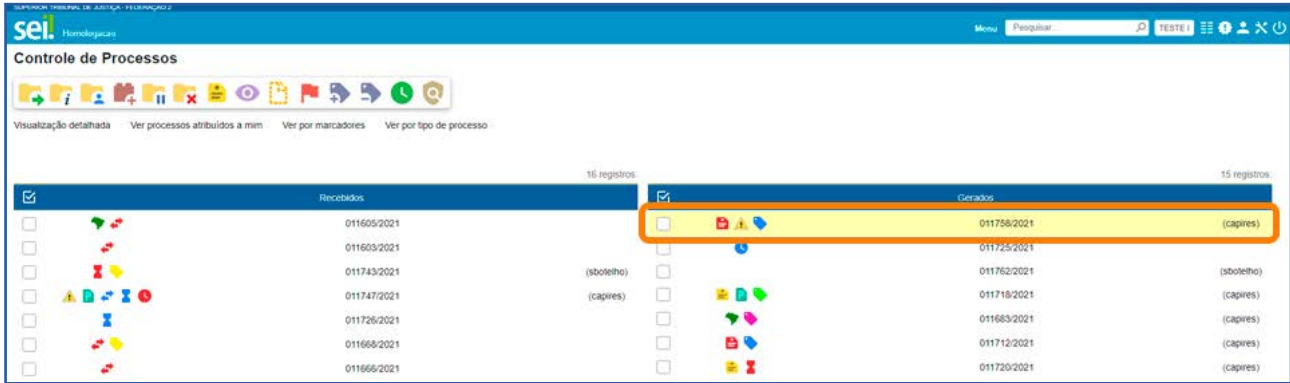 SUPERIOR TRIBUNAL DE JUSTIÇA - FEDERAÇÃO 2
sei! Homologacao
Menu Pesquisar... TESTE I
Controle de Processos
Visualização detalhada Ver processos atribuídos a mim Ver por marcadores Ver por tipo de processo
16 registros: 15 registros:
Recebidos Gerados
011605/2021 011758/2021 (capires)
011603/2021 011725/2021
011743/2021 (sbotelho) 011762/2021 (sbotelho)
011747/2021 (capires) 011718/2021 (capires)
011726/2021 011683/2021 (capires)
011668/2021 011712/2021 (capires)
011666/2021 011720/2021 (capires)